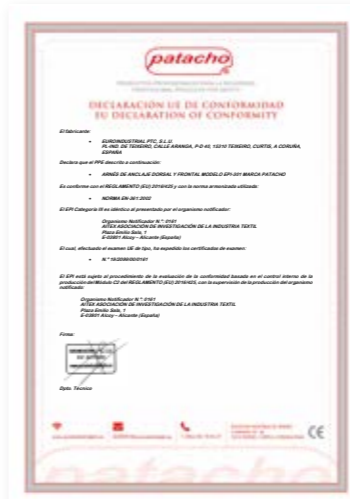 patacho
DECLARACIÓN UE DE CONFORMIDAD
EU DECLARATION OF CONFORMITY
El fabricante:
EUROINDUSTRIAL PTC, S.L.U.
PL-IND. DE TEIXEIRO, CALLE ARANGA, P-D 40, 15310 TEIXEIRO, CURTIS, A CORUÑA,
ESPAÑA
Declara que el PPE descrito a continuación:
ARNÉS DE ANCLAJE DORSAL Y FRONTAL MODELO EPI-001 MARCA PATACHO
Es conforme con el REGLAMENTO (EU) 2016/425 y con la norma armonizada utilizada:
NORMA EN 361:2002
El EPI Categoría III es idéntico al presentado por el organismo notificador:
Organismo Notificador N.º: 0161
AITEX ASOCIACIÓN DE INVESTIGACIÓN DE LA INDUSTRIA TEXTIL
Plaza Emilio Sala, 1
E-03801 Alcoy – Alicante (España)
El cual, efectuado el examen UE de tipo, ha expedido los certificados de examen:
El EPI está sujeto al procedimiento de la evaluación de la conformidad basada en el control interno de la
producción del Módulo C2 del REGLAMENTO (EU) 2016/425, con la supervisión de la producción del organismo
notificado:
Organismo Notificador N.º: 0161
AITEX ASOCIACIÓN DE INVESTIGACIÓN DE LA INDUSTRIA TEXTIL
Plaza Emilio Sala, 1
E-03801 Alcoy – Alicante (España)
Firma:
Dpto. Técnico
CE
patacho